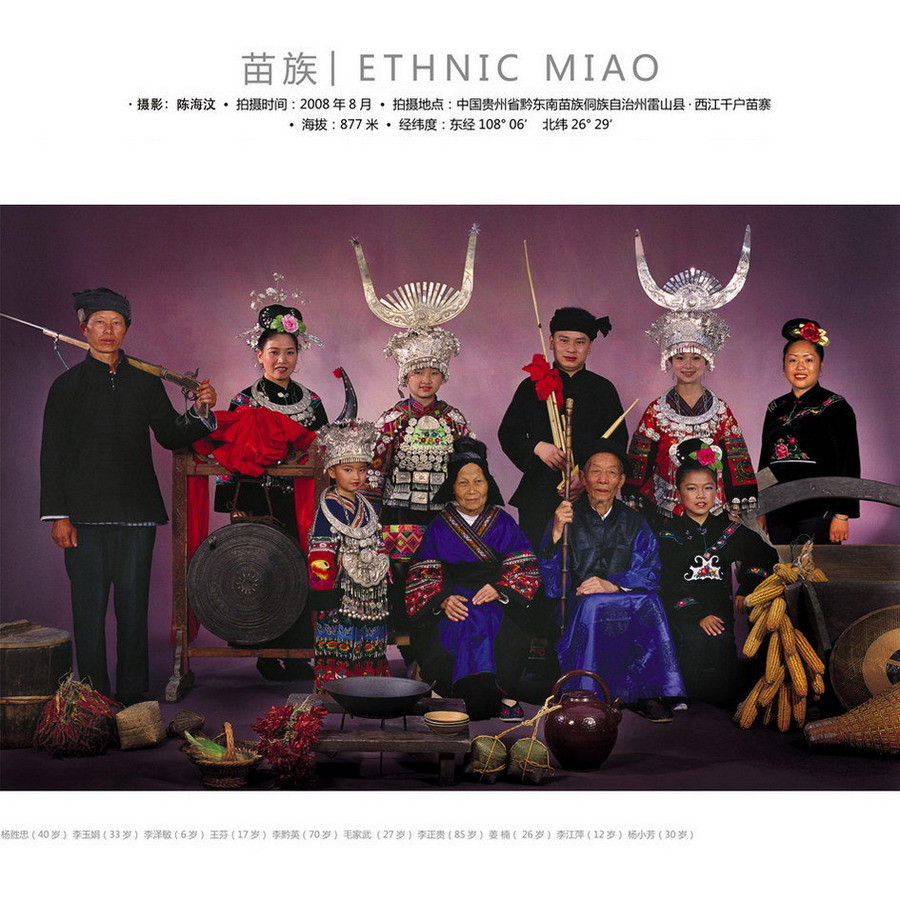 苗族| ETHNIC MIAO
· 摄影：陈海汶 • 拍摄时间：2008 年 8 月 • 拍摄地点：中国贵州省黔东南苗族侗族自治州雷山县 · 西江千户苗寨
• 海拔：877 米 • 经纬度：东经 108° 06′ 北纬 26° 29′
杨胜忠（40 岁） 李玉娟（33 岁） 李泽敏（6 岁） 王芬（17 岁） 李黔英（70 岁） 毛家武 （27 岁） 李正贵（85 岁） 姜 楠（ 26 岁） 李江萍（12 岁） 杨小芳（30 岁）